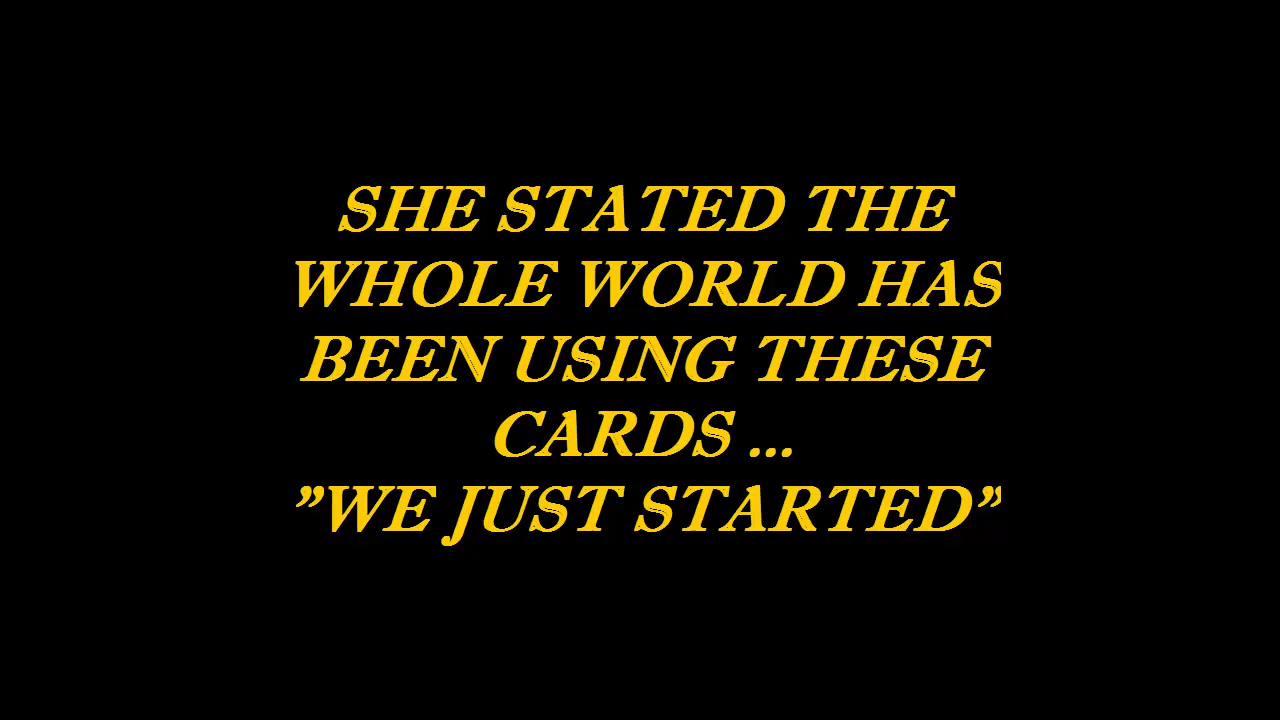 SHE STATED THE
WHOLE WORLD HAS
BEEN USING THESE
CARDS ...
”WE JUST STARTED”